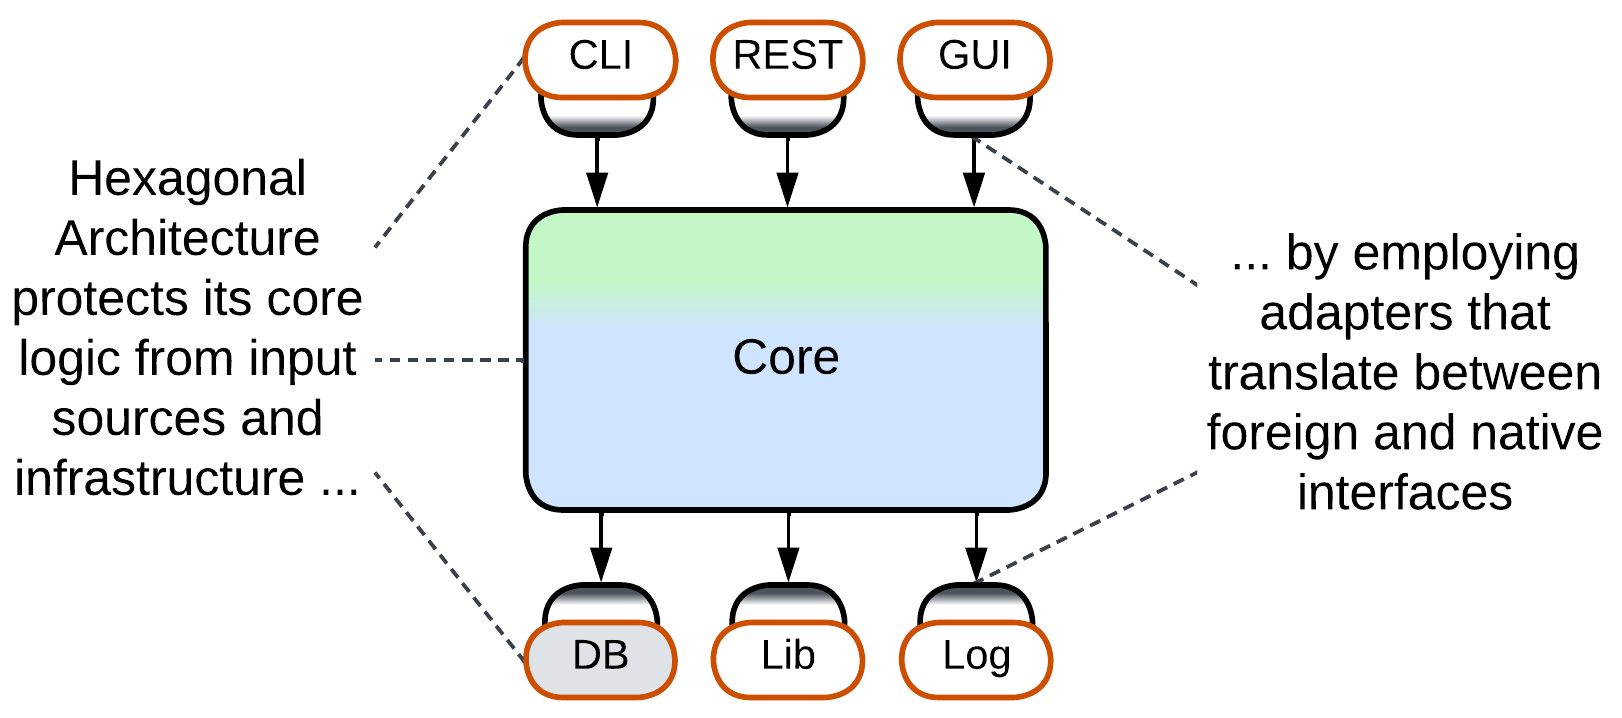 CLI
REST
GUI
Hexagonal
Architecture
protects its core
logic from input
sources and
infrastructure ...
Core
... by employing
adapters that
translate between
foreign and native
interfaces
DB
Lib
Log